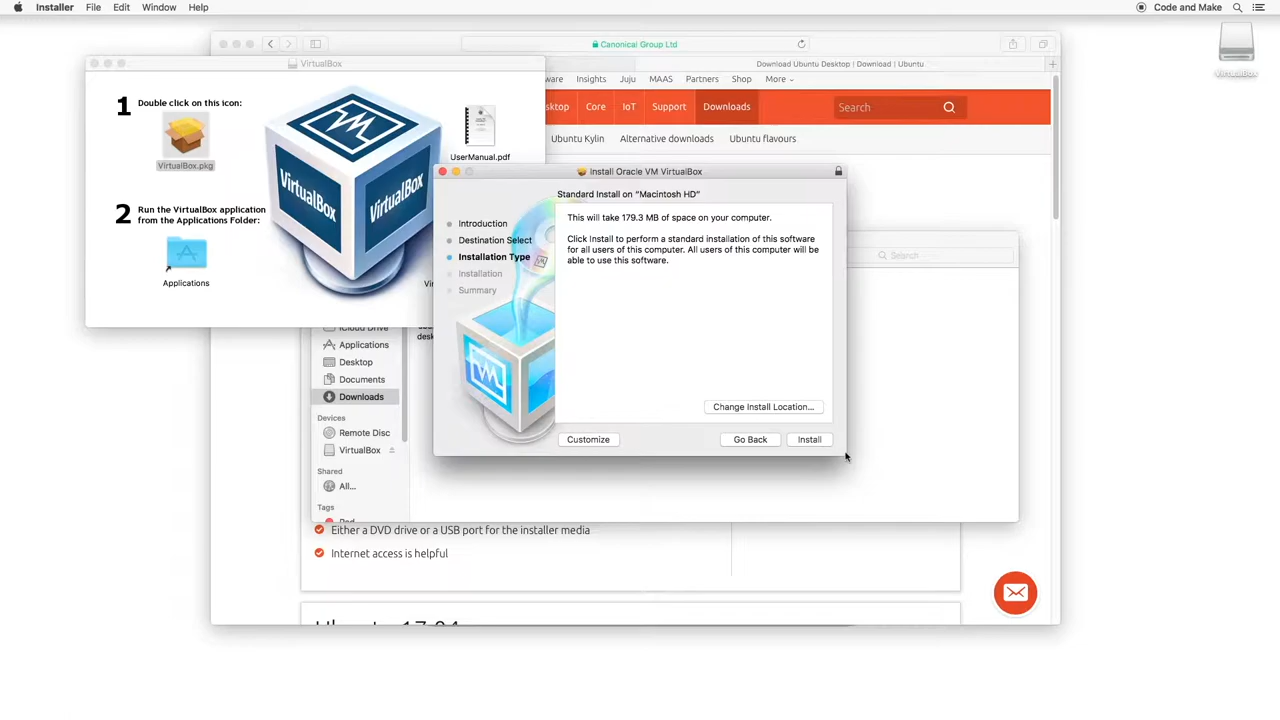 Installer File Edit Window Help Code and Make
VirtualBox
Canonical Group Ltd
VirtualBox
Download Ubuntu Desktop | Download | Ubuntu
ware Insights Juju MAAS Partners Shop More
sktop Core IoT Support Downloads Search
Ubuntu Kylin Alternative downloads Ubuntu flavours
1 Double click on this icon:
VirtualBox.pkg
2 Run the VirtualBox application
from the Applications Folder:
Applications
VirtualBox
VirtualBox
UserManual.pdf
Install Oracle VM VirtualBox
Standard Install on “Macintosh HD”
Introduction
Destination Select
Installation Type
Installation
Summary
This will take 179.3 MB of space on your computer.
Click Install to perform a standard installation of this software
for all users of this computer. All users of this computer will be
able to use this software.
Change Install Location...
Customize Go Back Install
Search
iCloud Drive
Applications
Desktop
Documents
Downloads
Devices
Remote Disc
VirtualBox
Shared
All...
Tags
Either a DVD drive or a USB port for the installer media
Internet access is helpful
Ubuntu 17.04